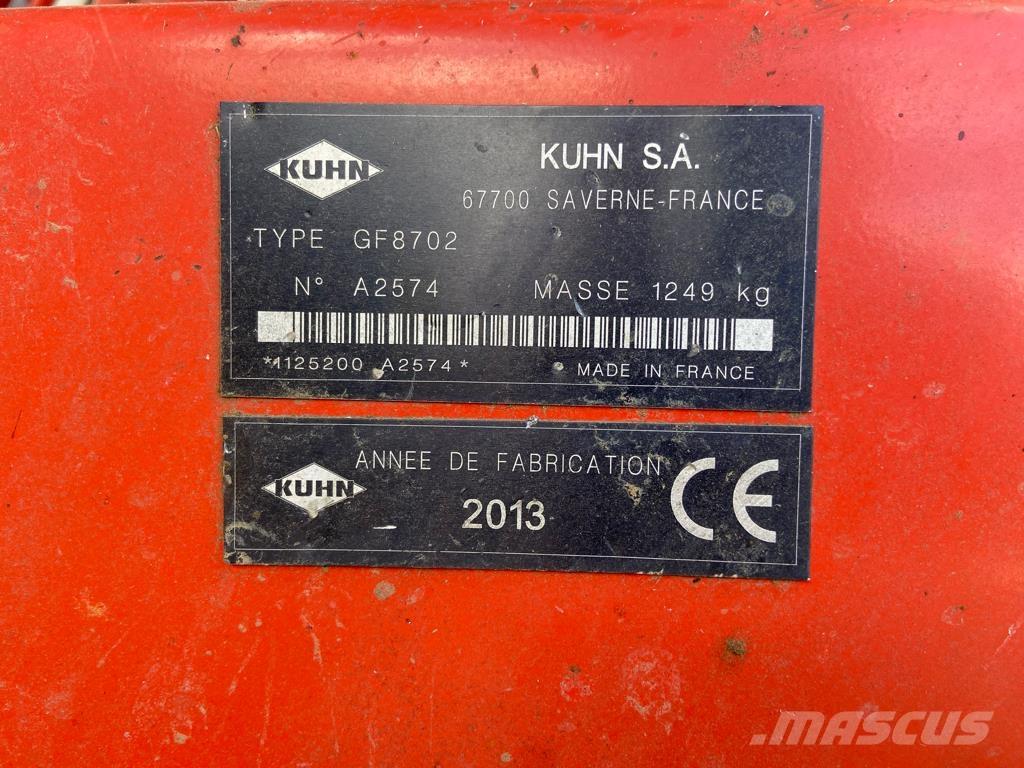 KUHN
KUHN S.A.
67700 SAVERNE-FRANCE
TYPE GF8702
N° A2574 MASSE 1249 kg
*1125200 A2574*
MADE IN FRANCE
KUHN
ANNEE DE FABRICATION
2013
CE
MASCUS